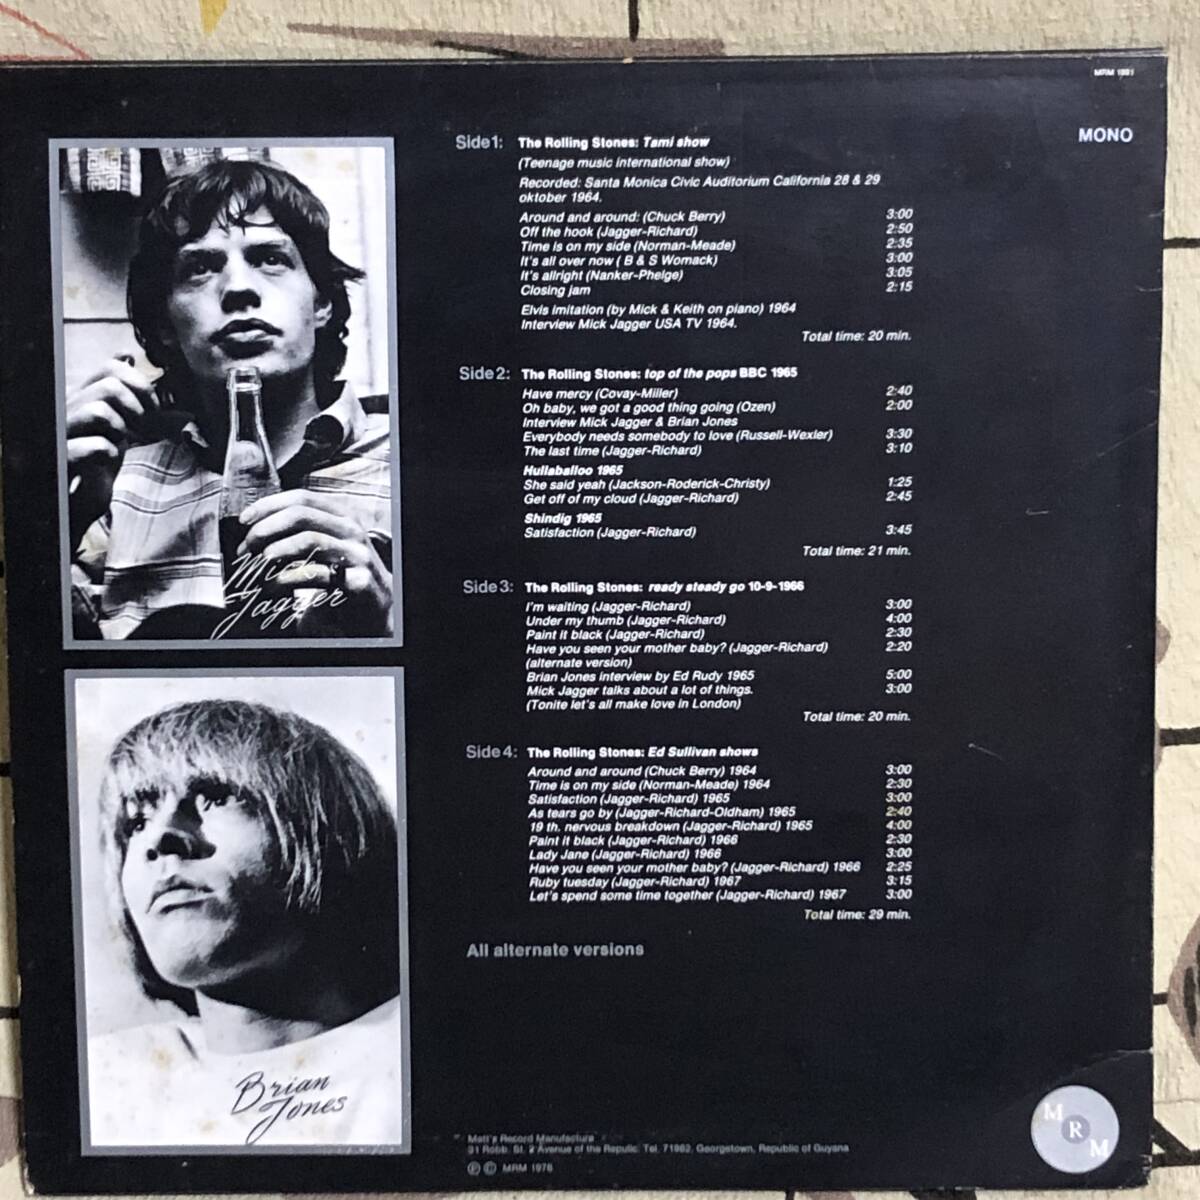 MRM 1931
MONO
Side 1: The Rolling Stones: Tami show
(Teenage music international show)
Recorded: Santa Monica Civic Auditorium California 28 & 29
oktober 1964.
Around and around: (Chuck Berry) 3:00
Off the hook (Jagger-Richard) 2:50
Time is on my side (Norman-Meade) 2:35
It's all over now ( B & S Womack) 3:00
It's allright (Nanker-Phelge) 3:05
Closing jam 2:15
Elvis imitation (by Mick & Keith on piano) 1964
Interview Mick Jagger USA TV 1964.
Total time: 20 min.
Side 2: The Rolling Stones: top of the pops BBC 1965
Have mercy (Covay-Miller) 2:40
Oh baby, we got a good thing going (Ozen) 2:00
Interview Mick Jagger & Brian Jones
Everybody needs somebody to love (Russell-Wexler) 3:30
The last time (Jagger-Richard) 3:10
Hullaballoo 1965
She said yeah (Jackson-Roderick-Christy) 1:25
Get off of my cloud (Jagger-Richard) 2:45
Shindig 1965
Satisfaction (Jagger-Richard) 3:45
Total time: 21 min.
Side 3: The Rolling Stones: ready steady go 10-9-1966
I'm waiting (Jagger-Richard) 3:00
Under my thumb (Jagger-Richard) 4:00
Paint it black (Jagger-Richard) 2:30
Have you seen your mother baby? (Jagger-Richard) 2:20
(alternate version)
Brian Jones interview by Ed Rudy 1965 5:00
Mick Jagger talks about a lot of things. 3:00
(Tonite let's all make love in London)
Total time: 20 min.
Side 4: The Rolling Stones: Ed Sullivan shows
Around and around (Chuck Berry) 1964 3:00
Time is on my side (Norman-Meade) 1964 2:30
Satisfaction (Jagger-Richard) 1965 3:00
As tears go by (Jagger-Richard-Oldham) 1965 2:40
19 th. nervous breakdown (Jagger-Richard) 1965 4:00
Paint it black (Jagger-Richard) 1966 2:30
Lady Jane (Jagger-Richard) 1966 3:00
Have you seen your mother baby? (Jagger-Richard) 1966 2:25
Ruby tuesday (Jagger-Richard) 1967 3:15
Let's spend some time together (Jagger-Richard) 1967 3:00
Total time: 29 min.
All alternate versions
Mick
Jagger
Brian
Jones
Matt's Record Manufacture
31 Robb. St. 2 Avenue of the Repulic. Tel. 71862. Georgetown, Republic of Guyana
Ⓟ Ⓒ MRM 1976
M R M